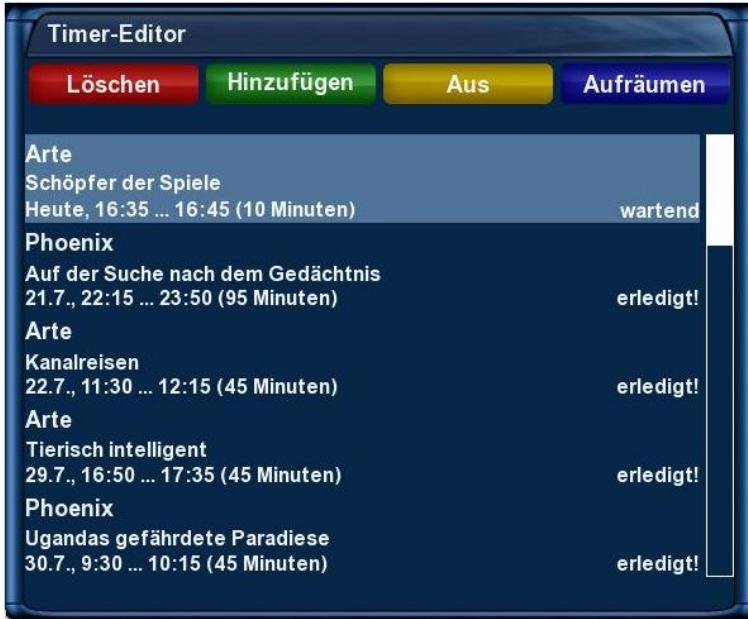 Timer-Editor
Löschen
Hinzufügen
Aus
Aufräumen
Arte
Schöpfer der Spiele
Heute, 16:35 ... 16:45 (10 Minuten) wartend
Phoenix
Auf der Suche nach dem Gedächtnis
21.7., 22:15 ... 23:50 (95 Minuten) erledigt!
Arte
Kanalreisen
22.7., 11:30 ... 12:15 (45 Minuten) erledigt!
Arte
Tierisch intelligent
29.7., 16:50 ... 17:35 (45 Minuten) erledigt!
Phoenix
Ugandas gefährdete Paradiese
30.7., 9:30 ... 10:15 (45 Minuten) erledigt!